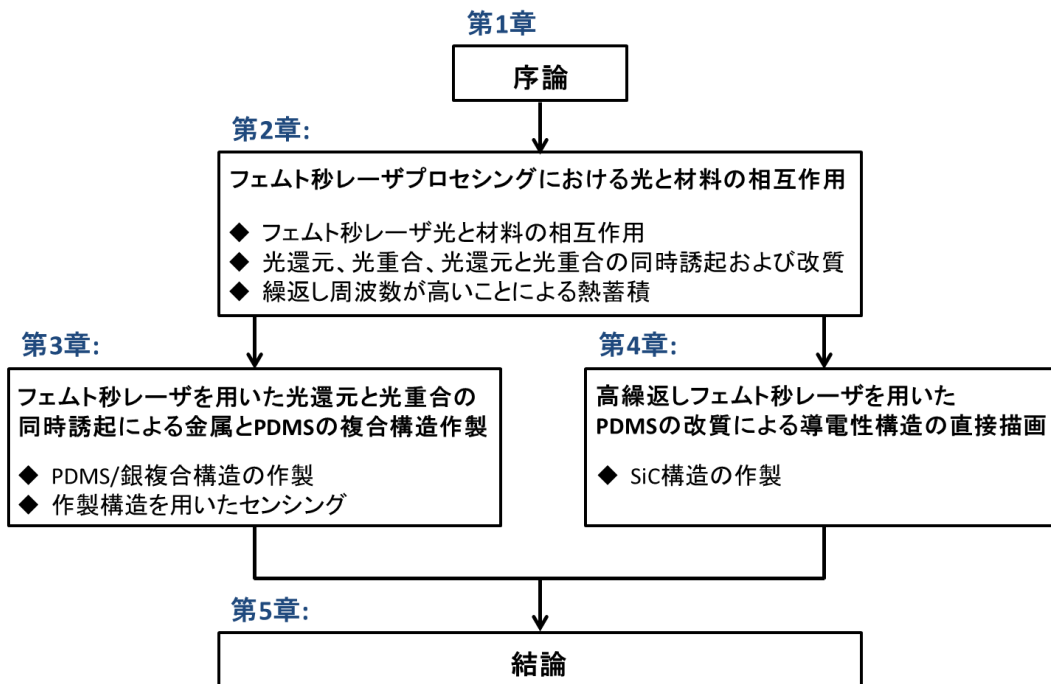 第1章
序論
第2章:
フェムト秒レーザプロセシングにおける光と材料の相互作用
◆ フェムト秒レーザ光と材料の相互作用
◆ 光還元、光重合、光還元と光重合の同時誘起および改質
◆ 繰返し周波数が高いことによる熱蓄積
第3章:
フェムト秒レーザを用いた光還元と光重合の
同時誘起による金属とPDMSの複合構造作製
◆ PDMS/銀複合構造の作製
◆ 作製構造を用いたセンシング
第4章:
高繰返しフェムト秒レーザを用いた
PDMSの改質による導電性構造の直接描画
◆ SiC構造の作製
第5章:
結論